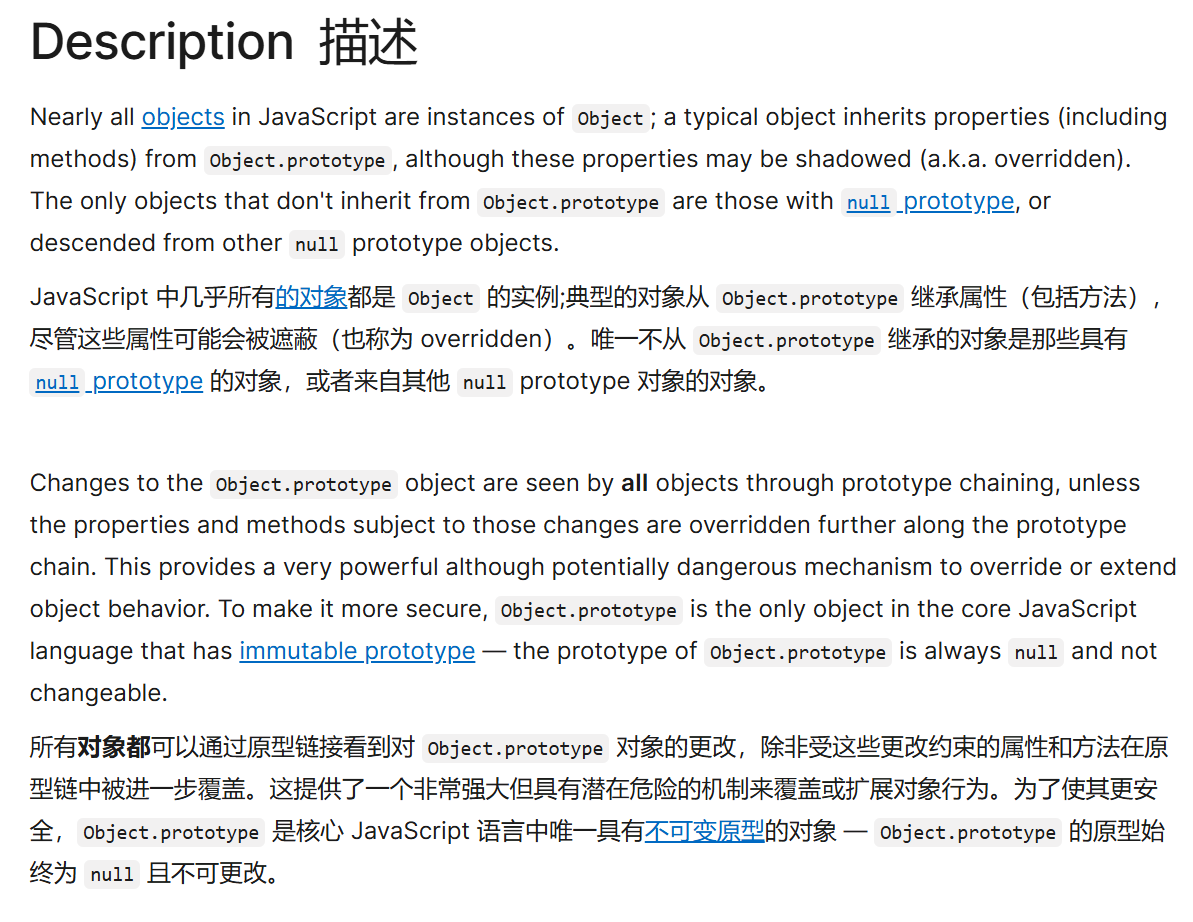 Description 描述
Nearly all objects in JavaScript are instances of Object; a typical object inherits properties (including
methods) from Object.prototype, although these properties may be shadowed (a.k.a. overridden).
The only objects that don't inherit from Object.prototype are those with null prototype, or
descended from other null prototype objects.
JavaScript 中几乎所有的对象都是 Object 的实例;典型的对象从 Object.prototype 继承属性（包括方法），
尽管这些属性可能会被遮蔽（也称为 overridden）。唯一不从 Object.prototype 继承的对象是那些具有
null prototype 的对象，或者来自其他 null prototype 对象的对象。
Changes to the Object.prototype object are seen by all objects through prototype chaining, unless
the properties and methods subject to those changes are overridden further along the prototype
chain. This provides a very powerful although potentially dangerous mechanism to override or extend
object behavior. To make it more secure, Object.prototype is the only object in the core JavaScript
language that has immutable prototype — the prototype of Object.prototype is always null and not
changeable.
所有对象都可以通过原型链接看到对 Object.prototype 对象的更改，除非受这些更改约束的属性和方法在原
型链中被进一步覆盖。这提供了一个非常强大但具有潜在危险的机制来覆盖或扩展对象行为。为了使其更安
全，Object.prototype 是核心 JavaScript 语言中唯一具有不可变原型的对象 — Object.prototype 的原型始
终为 null 且不可更改。